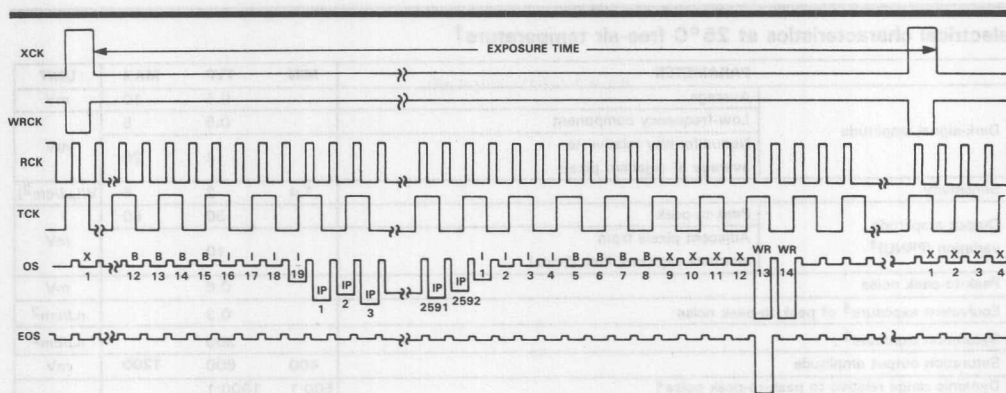 XCK
EXPOSURE TIME
WRCK
RCK
TCK
WR WR
OS X B B B B I I I I IP IP IP IP IP I I I I B B B B X X X X X X X X
1 12 13 14 15 16 17 18 19 1 2 3 2591 2592 1 2 3 4 5 6 7 8 9 10 11 12 13 14 1 2 3 4
EOS